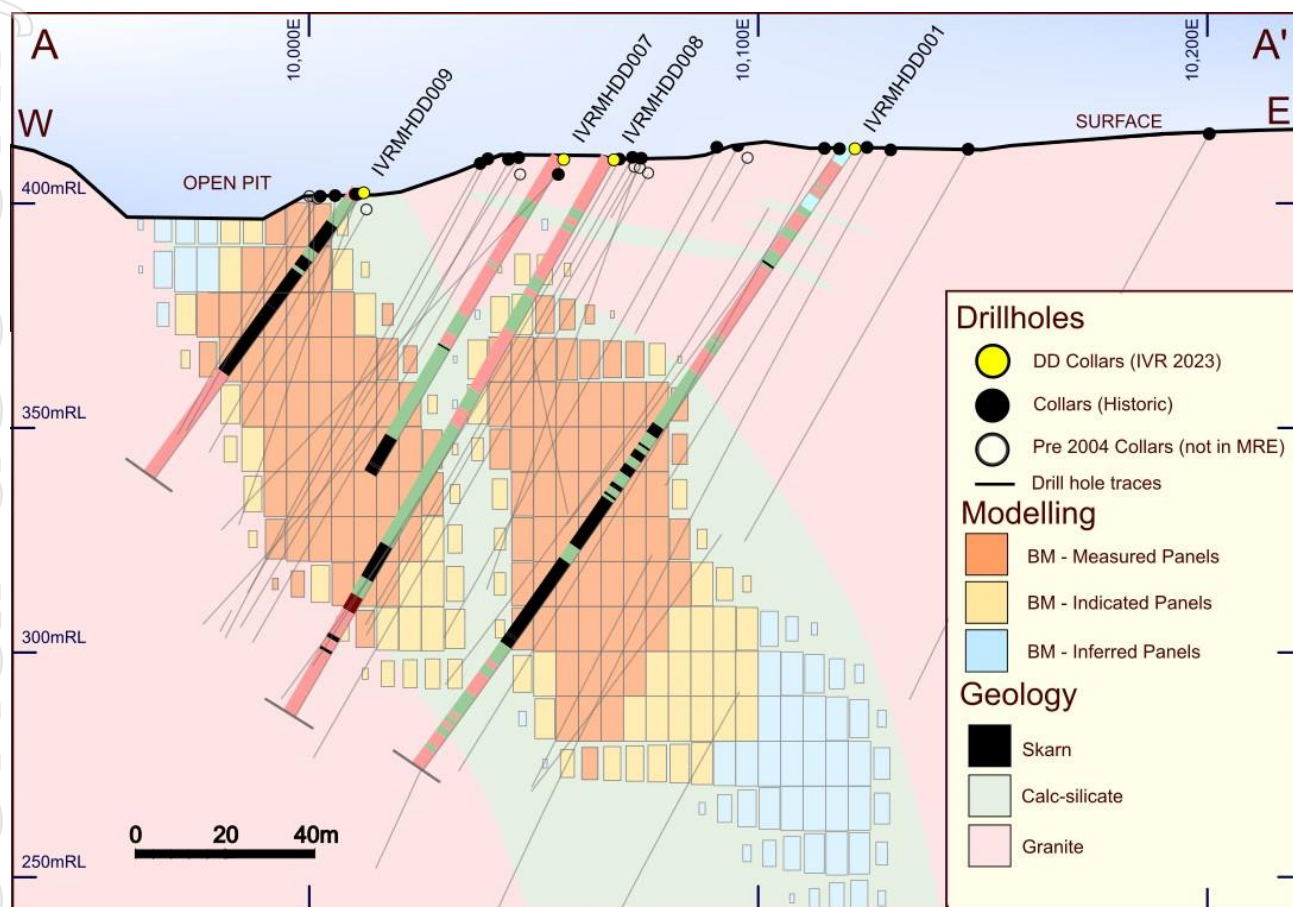 A
A'
W
E
10,000E
10,100E
10,200E
IVRMHDD009
IVRMHDD007
IVRMHDD008
IVRMHDD001
SURFACE
OPEN PIT
400mRL
350mRL
300mRL
250mRL
0 20 40m
Drillholes
DD Collars (IVR 2023)
Collars (Historic)
Pre 2004 Collars (not in MRE)
Drill hole traces
Modelling
BM - Measured Panels
BM - Indicated Panels
BM - Inferred Panels
Geology
Skarn
Calc-silicate
Granite